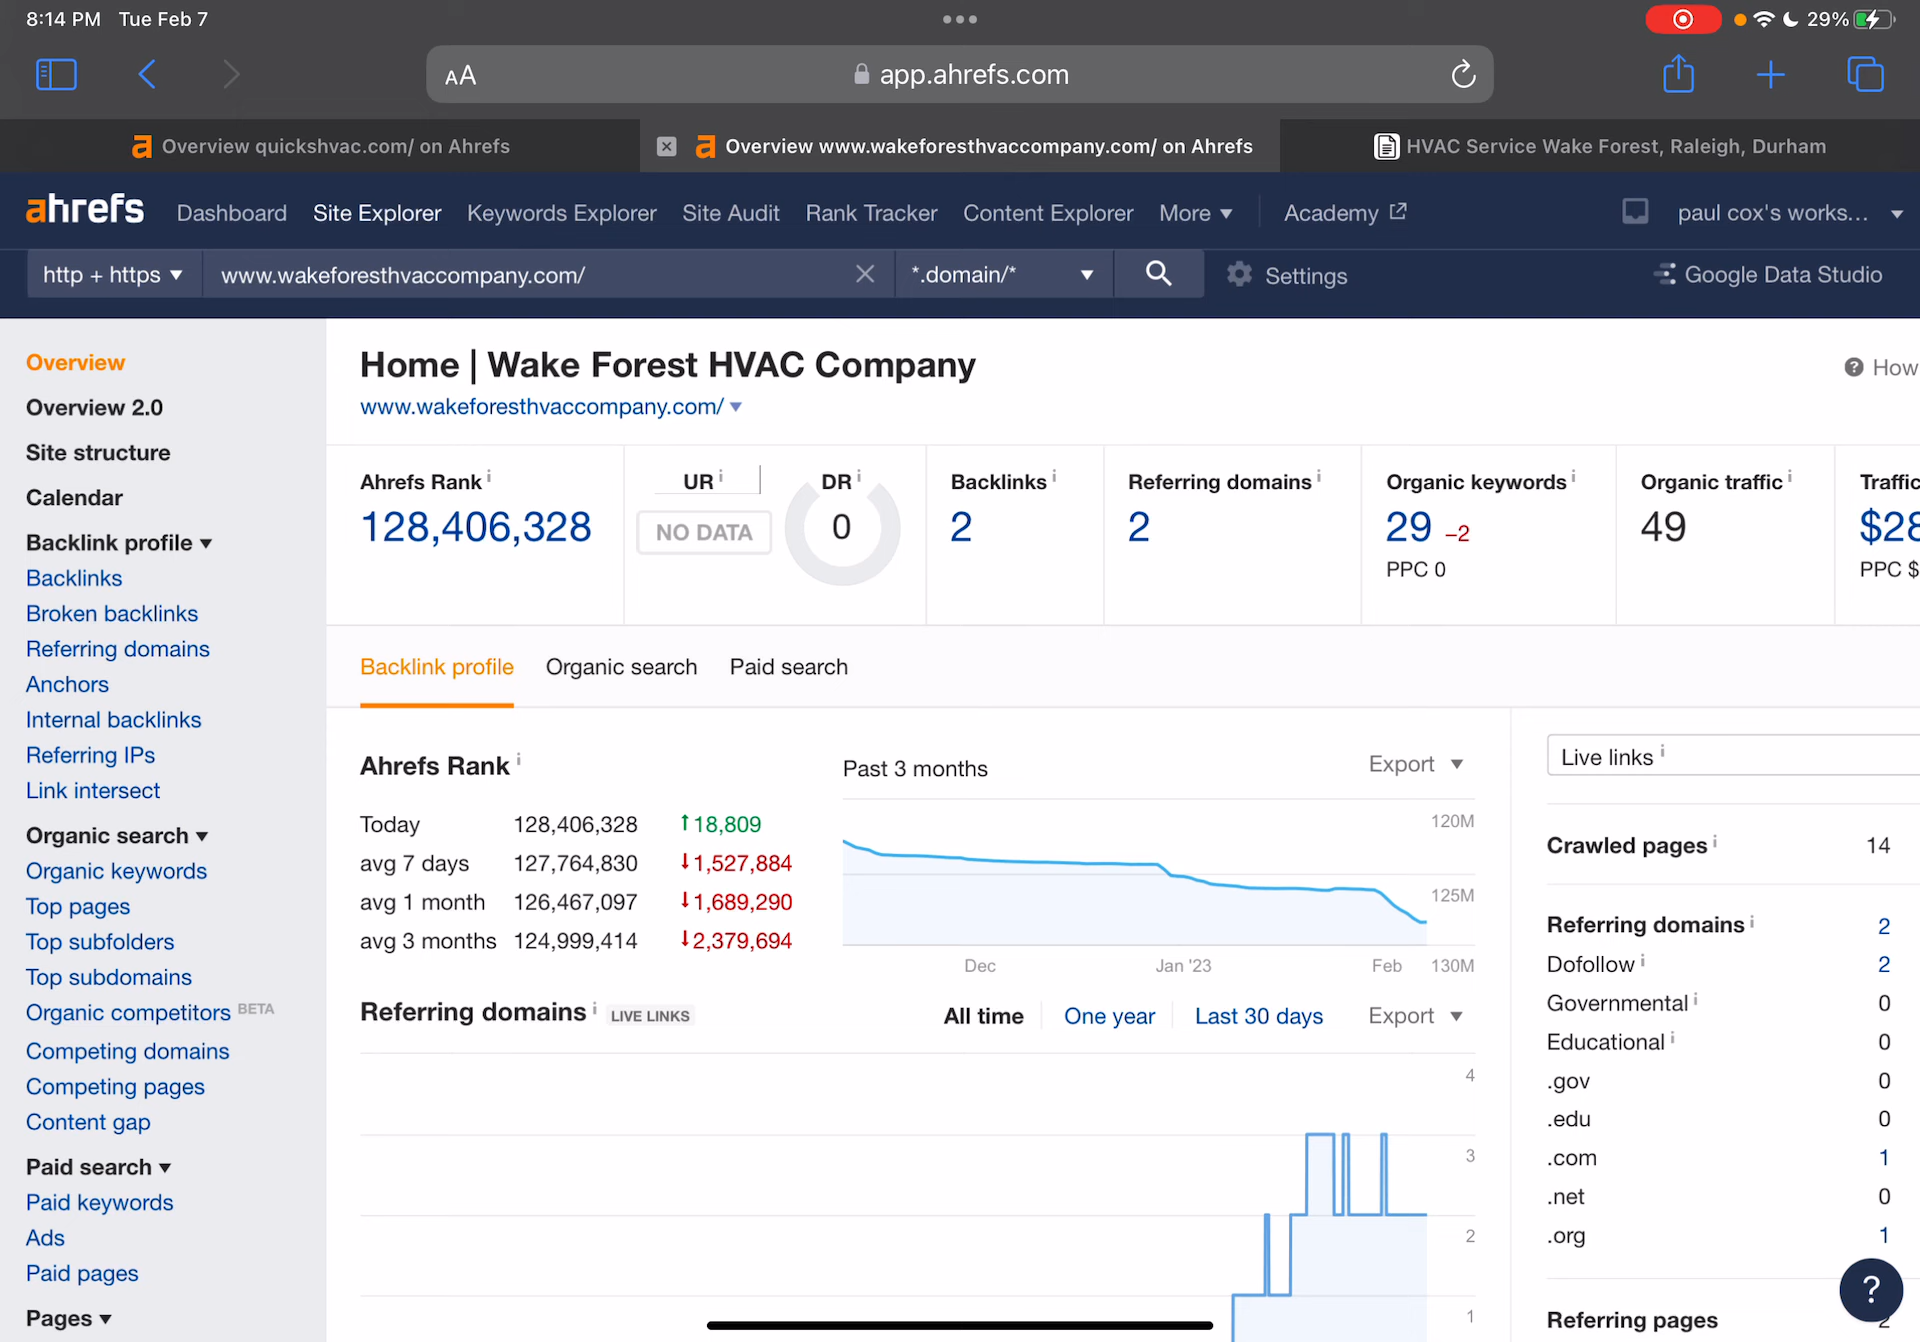 8:14 PM Tue Feb 7
29%
AA app.ahrefs.com
Overview quickshvac.com/ on Ahrefs
Overview www.wakeforesthvaccompany.com/ on Ahrefs
HVAC Service Wake Forest, Raleigh, Durham
ahrefs Dashboard Site Explorer Keywords Explorer Site Audit Rank Tracker Content Explorer More Academy paul cox's works...
http + https www.wakeforesthvaccompany.com/ *.domain/* Settings Google Data Studio
Overview
Overview 2.0
Site structure
Calendar
Backlink profile
Backlinks
Broken backlinks
Referring domains
Anchors
Internal backlinks
Referring IPs
Link intersect
Organic search
Organic keywords
Top pages
Top subfolders
Top subdomains
Organic competitors BETA
Competing domains
Competing pages
Content gap
Paid search
Paid keywords
Ads
Paid pages
Pages
Home | Wake Forest HVAC Company
? How
www.wakeforesthvaccompany.com/
Ahrefs Rank i
128,406,328
UR i
NO DATA
DR i
0
Backlinks i
2
Referring domains i
2
Organic keywords i
29 -2
PPC 0
Organic traffic i
49
Traffic
$28
PPC $
Backlink profile Organic search Paid search
Ahrefs Rank i
Today 128,406,328 ↑18,809
avg 7 days 127,764,830 ↓1,527,884
avg 1 month 126,467,097 ↓1,689,290
avg 3 months 124,999,414 ↓2,379,694
Past 3 months Export
120M
125M
130M
Dec Jan '23 Feb
Referring domains i LIVE LINKS All time One year Last 30 days Export
4
3
2
1
Live links i
Crawled pages i 14
Referring domains i 2
Dofollow i 2
Governmental i 0
Educational i 0
.gov 0
.edu 0
.com 1
.net 0
.org 1
?
Referring pages 2